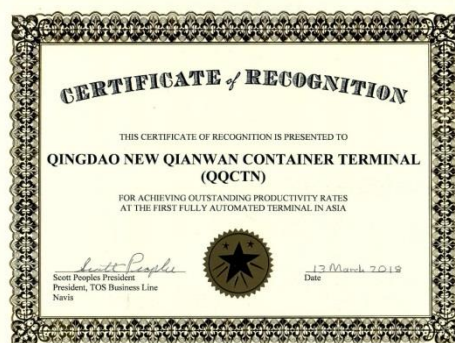 CERTIFICATE of RECOGNITION
THIS CERTIFICATE OF RECOGNITION IS PRESENTED TO
QINGDAO NEW QIANWAN CONTAINER TERMINAL
(QQCTN)
FOR ACHIEVING OUTSTANDING PRODUCTIVITY RATES
AT THE FIRST FULLY AUTOMATED TERMINAL IN ASIA
Scott Peoples
Scott Peoples President
President, TOS Business Line
Navis
13 March 2018
Date